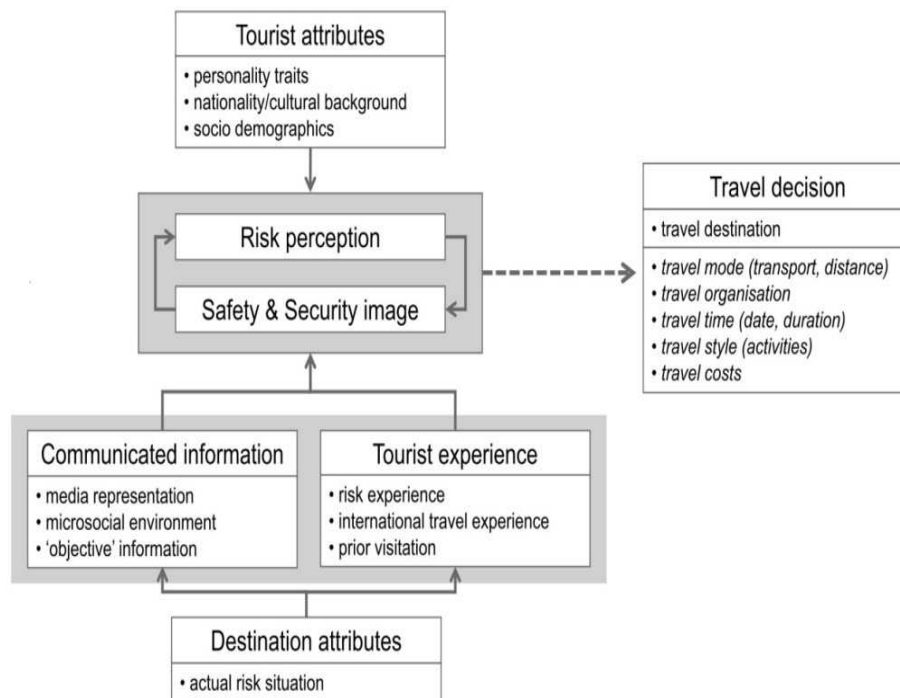 Tourist attributes
• personality traits
• nationality/cultural background
• socio demographics
Risk perception
Safety & Security image
Travel decision
• travel destination
• travel mode (transport, distance)
• travel organisation
• travel time (date, duration)
• travel style (activities)
• travel costs
Communicated information
• media representation
• microsocial environment
• 'objective' information
Tourist experience
• risk experience
• international travel experience
• prior visitation
Destination attributes
• actual risk situation